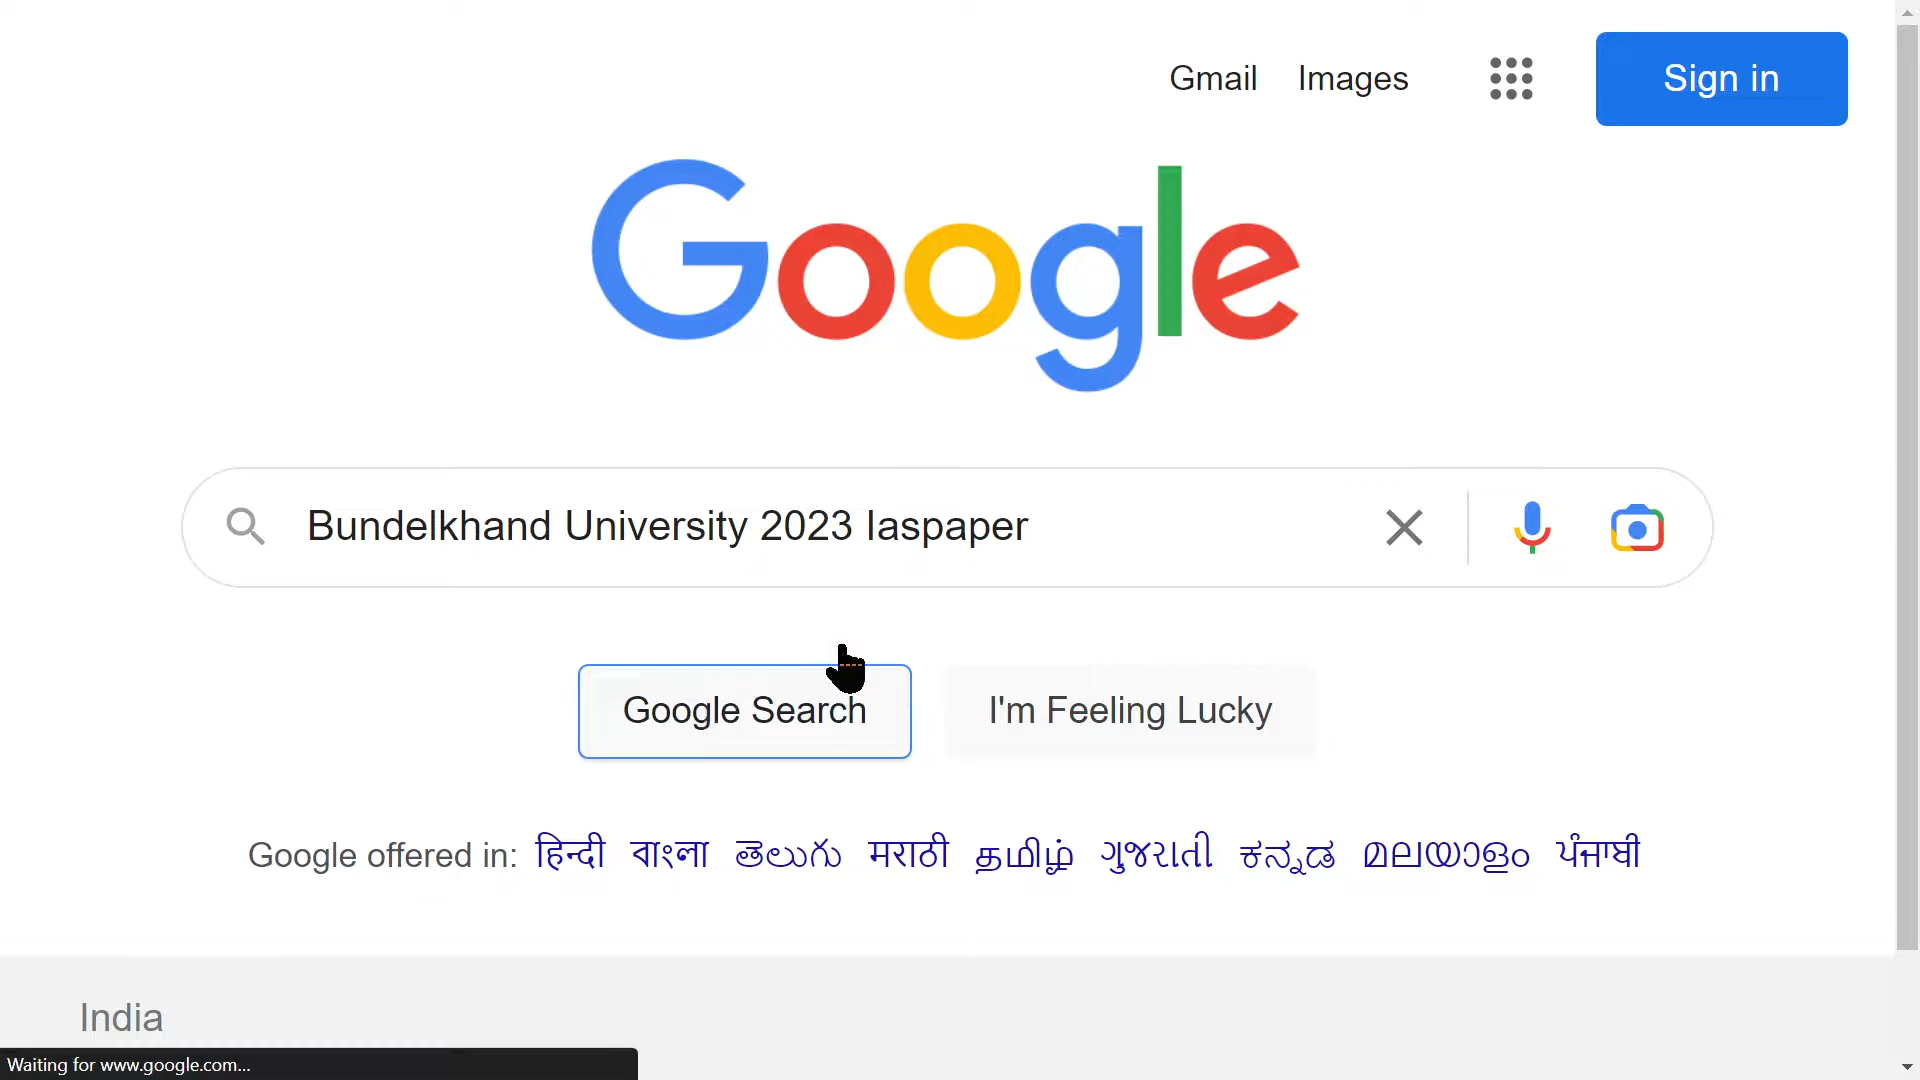 Gmail Images Sign in
Google
Bundelkhand University 2023 Iaspaper
Google Search I'm Feeling Lucky
Google offered in: हिन्दी বাংলা తెలుగు मराठी தமிழ் ગુજરાતી ಕನ್ನಡ മലയാളം ਪੰਜਾਬੀ
India
Waiting for www.google.com...